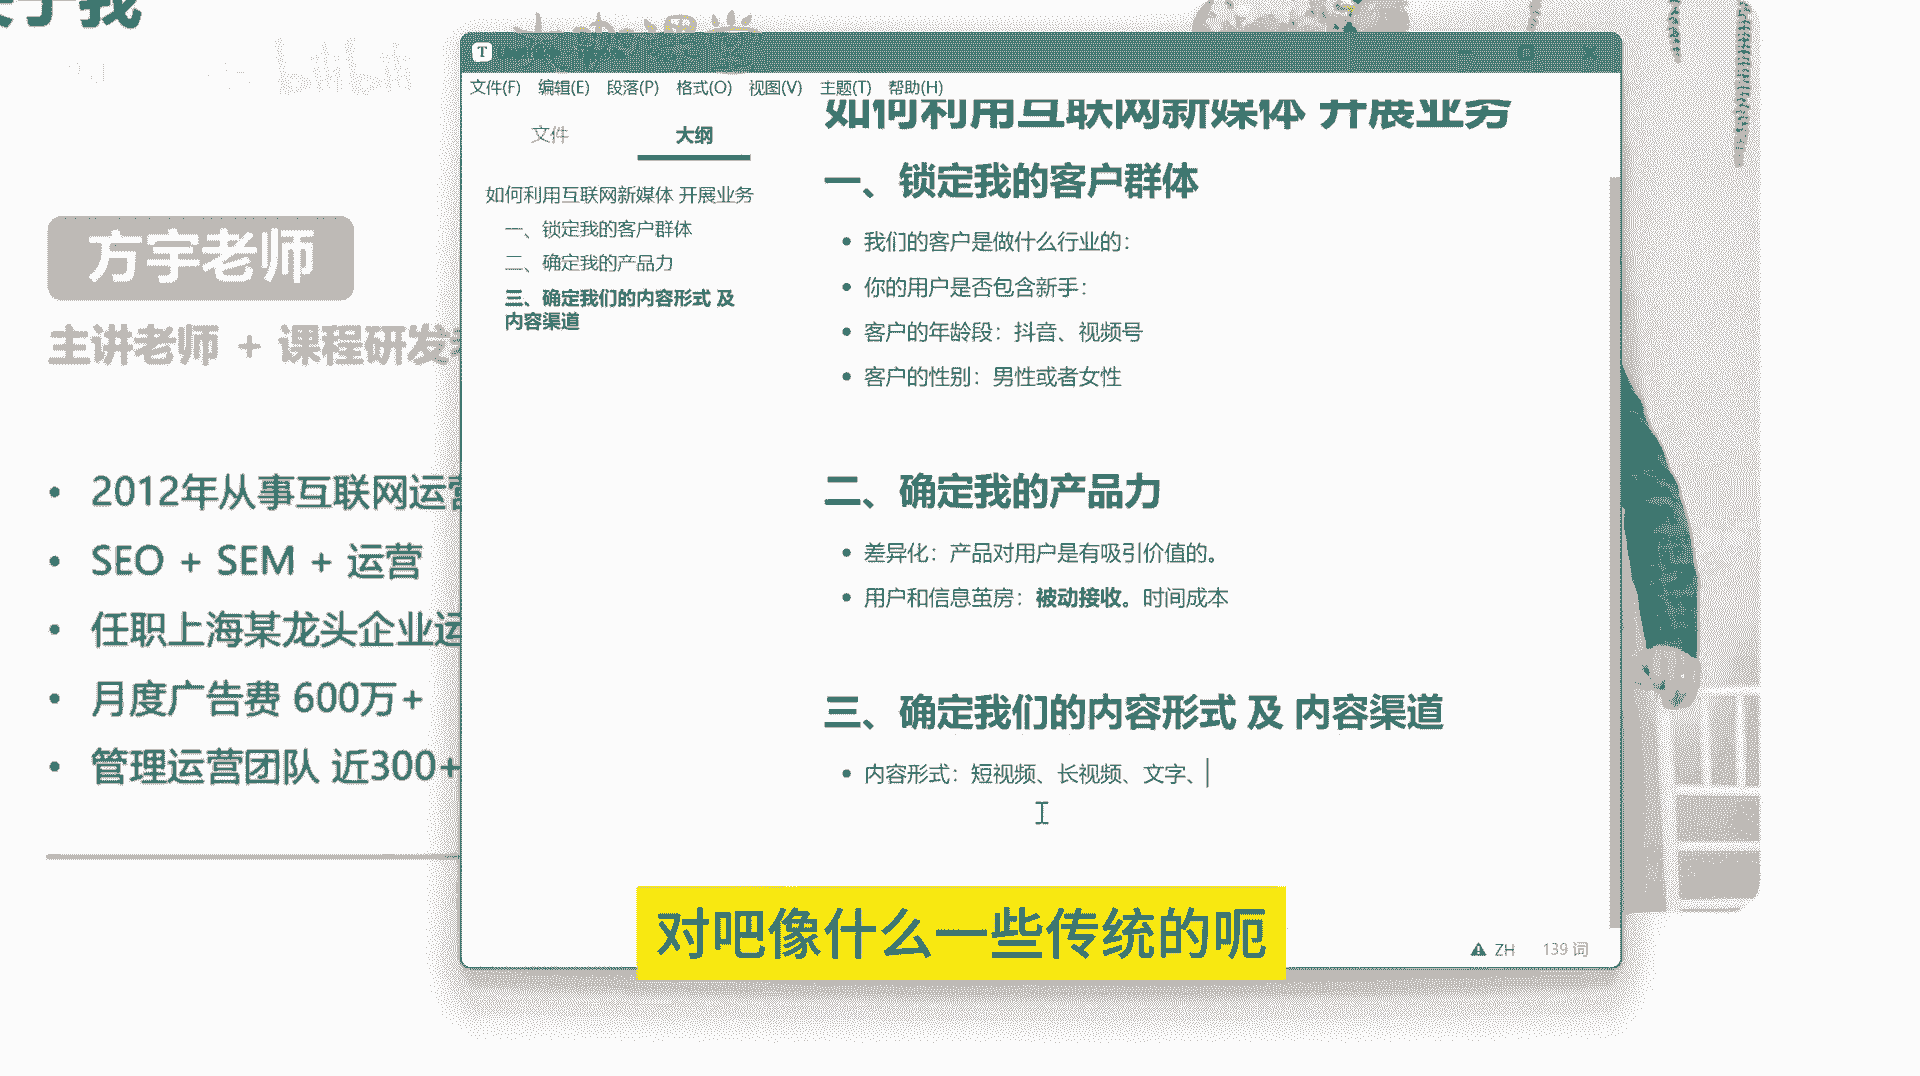 关于我
bilibili
方宇老师
主讲老师 + 课程研发
2012年从事互联网运营
SEO + SEM + 运营
任职上海某龙头企业运
月度广告费 600万+
管理运营团队 近300+
T
文件(F) 编辑(E) 段落(P) 格式(O) 视图(V) 主题(T) 帮助(H)
文件 大纲
如何利用互联网新媒体 开展业务
一、锁定我的客户群体
二、确定我的产品力
三、确定我们的内容形式 及
内容渠道
如何利用互联网新媒体 开展业务
一、锁定我的客户群体
我们的客户是做什么行业的：
你的用户是否包含新手：
客户的年龄段：抖音、视频号
客户的性别：男性或者女性
二、确定我的产品力
差异化：产品对用户是有吸引价值的。
用户和信息茧房：被动接收。时间成本
三、确定我们的内容形式 及 内容渠道
内容形式：短视频、长视频、文字、
ZH 139 词
对吧像什么一些传统的呃